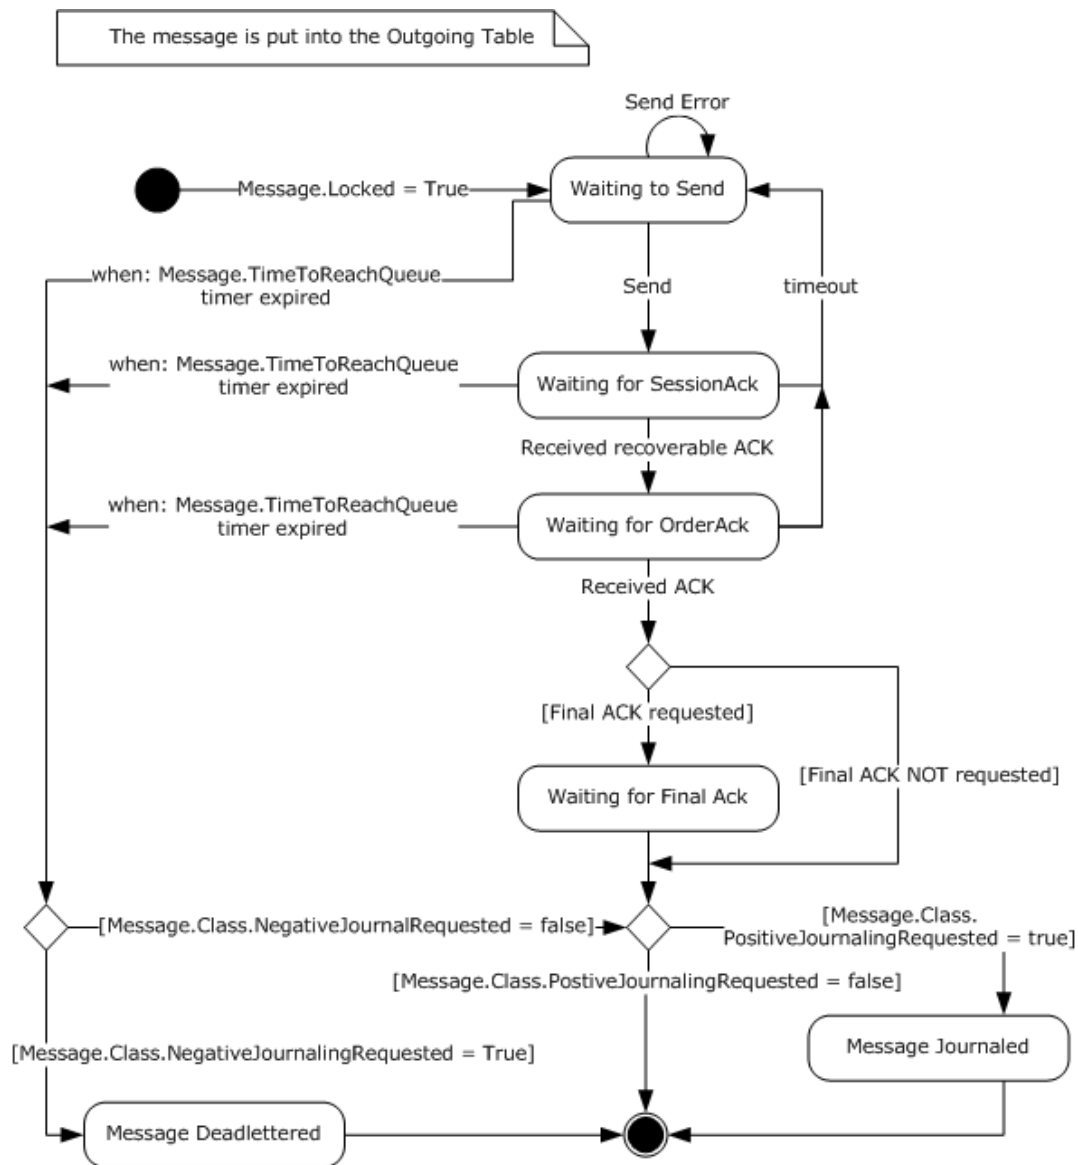 The message is put into the Outgoing Table
Send Error
Message.Locked = True
Waiting to Send
when: Message.TimeToReachQueue
timer expired
Send
timeout
when: Message.TimeToReachQueue
timer expired
Waiting for SessionAck
Received recoverable ACK
when: Message.TimeToReachQueue
timer expired
Waiting for OrderAck
Received ACK
[Final ACK requested]
[Final ACK NOT requested]
Waiting for Final Ack
[Message.Class.NegativeJournalRequested = false]
[Message.Class.
PositiveJournalingRequested = true]
[Message.Class.PostiveJournalingRequested = false]
[Message.Class.NegativeJournalingRequested = True]
Message Journaled
Message Deadlettered